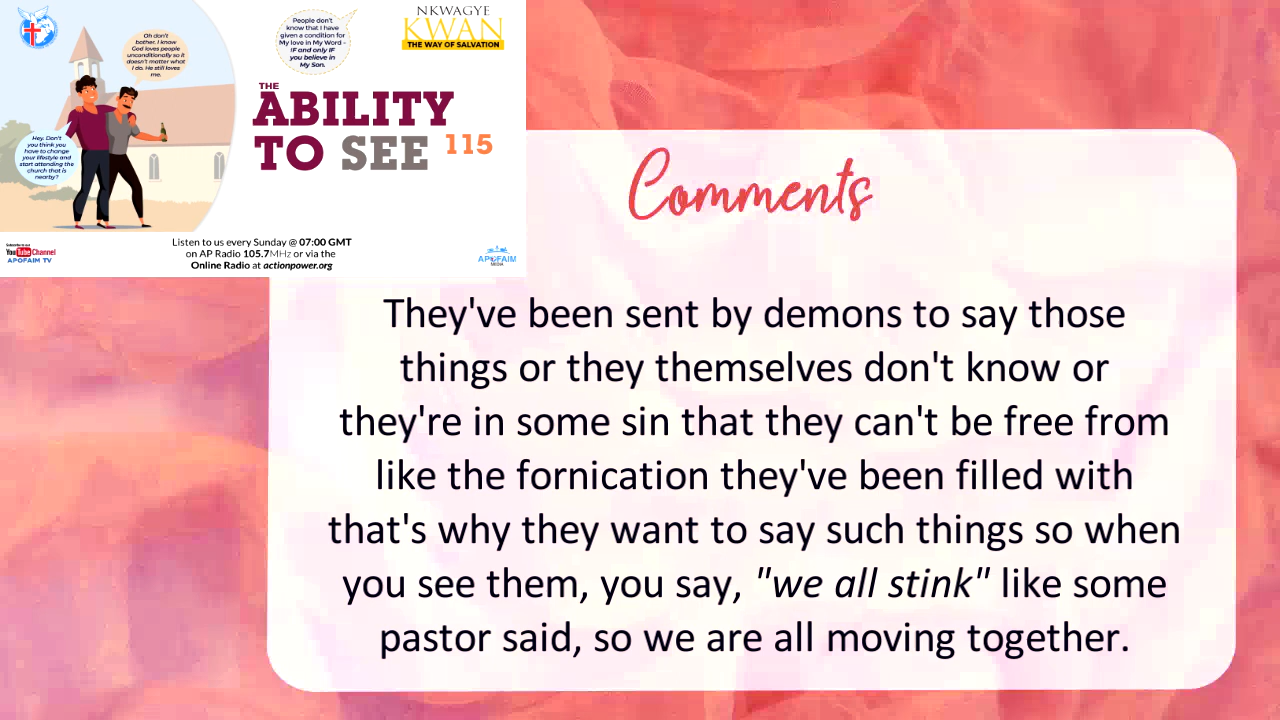 Oh don't
bother. I know
God loves people
unconditionally so it
doesn't matter what
I do. He still loves
me.
Hey. Don't
you think you
have to change
your lifestyle and
start attending the
church that is
nearby?
People don't
know that I have
given a condition for
My love in My Word -
IF and only IF
you believe in
My Son.
NKWAGYE
KWAN
THE WAY OF SALVATION
THE
ABILITY
TO SEE 115
Subscribe to our
YouTube Channel
APOFAIM TV
Listen to us every Sunday @ 07:00 GMT
on AP Radio 105.7MHz or via the
Online Radio at actionpower.org
APOFAIM
MEDIA
Comments
They've been sent by demons to say those
things or they themselves don't know or
they're in some sin that they can't be free from
like the fornication they've been filled with
that's why they want to say such things so when
you see them, you say, "we all stink" like some
pastor said, so we are all moving together.